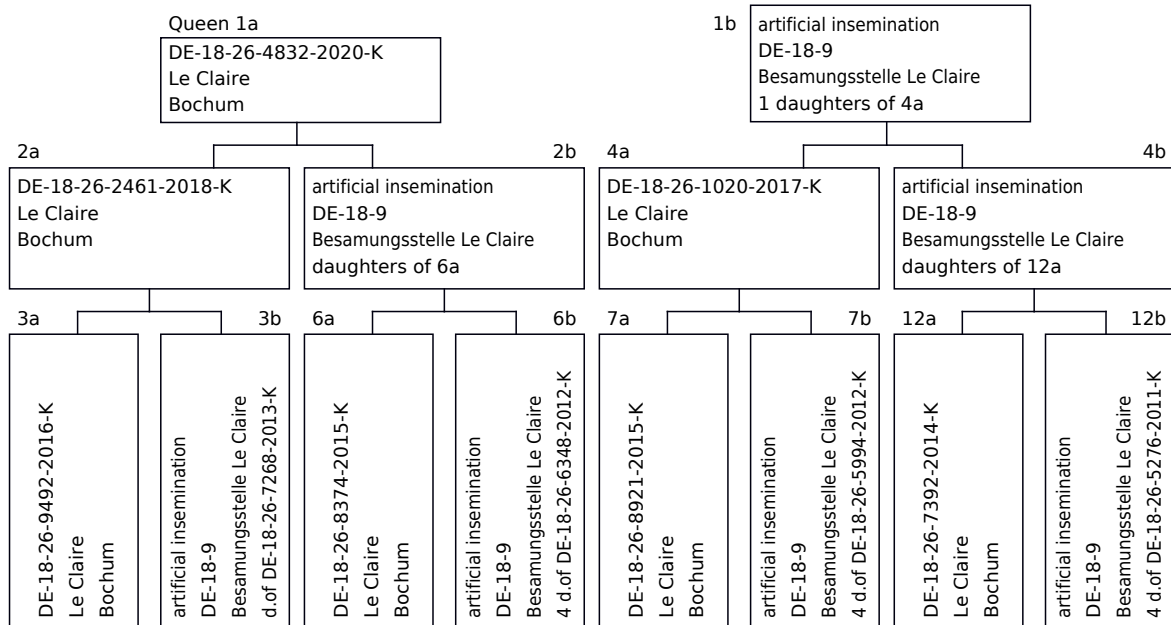 Queen 1a
DE-18-26-4832-2020-K
Le Claire
Bochum
1b
artificial insemination
DE-18-9
Besamungsstelle Le Claire
1 daughters of 4a
2a
DE-18-26-2461-2018-K
Le Claire
Bochum
2b
artificial insemination
DE-18-9
Besamungsstelle Le Claire
daughters of 6a
4a
DE-18-26-1020-2017-K
Le Claire
Bochum
4b
artificial insemination
DE-18-9
Besamungsstelle Le Claire
daughters of 12a
3a
DE-18-26-9492-2016-K
Le Claire
Bochum
3b
artificial insemination
DE-18-9
Besamungsstelle Le Claire
d.of DE-18-26-7268-2013-K
6a
DE-18-26-8374-2015-K
Le Claire
Bochum
6b
artificial insemination
DE-18-9
Besamungsstelle Le Claire
4 d.of DE-18-26-6348-2012-K
7a
DE-18-26-8921-2015-K
Le Claire
Bochum
7b
artificial insemination
DE-18-9
Besamungsstelle Le Claire
4 d.of DE-18-26-5994-2012-K
12a
DE-18-26-7392-2014-K
Le Claire
Bochum
12b
artificial insemination
DE-18-9
Besamungsstelle Le Claire
4 d.of DE-18-26-5276-2011-K